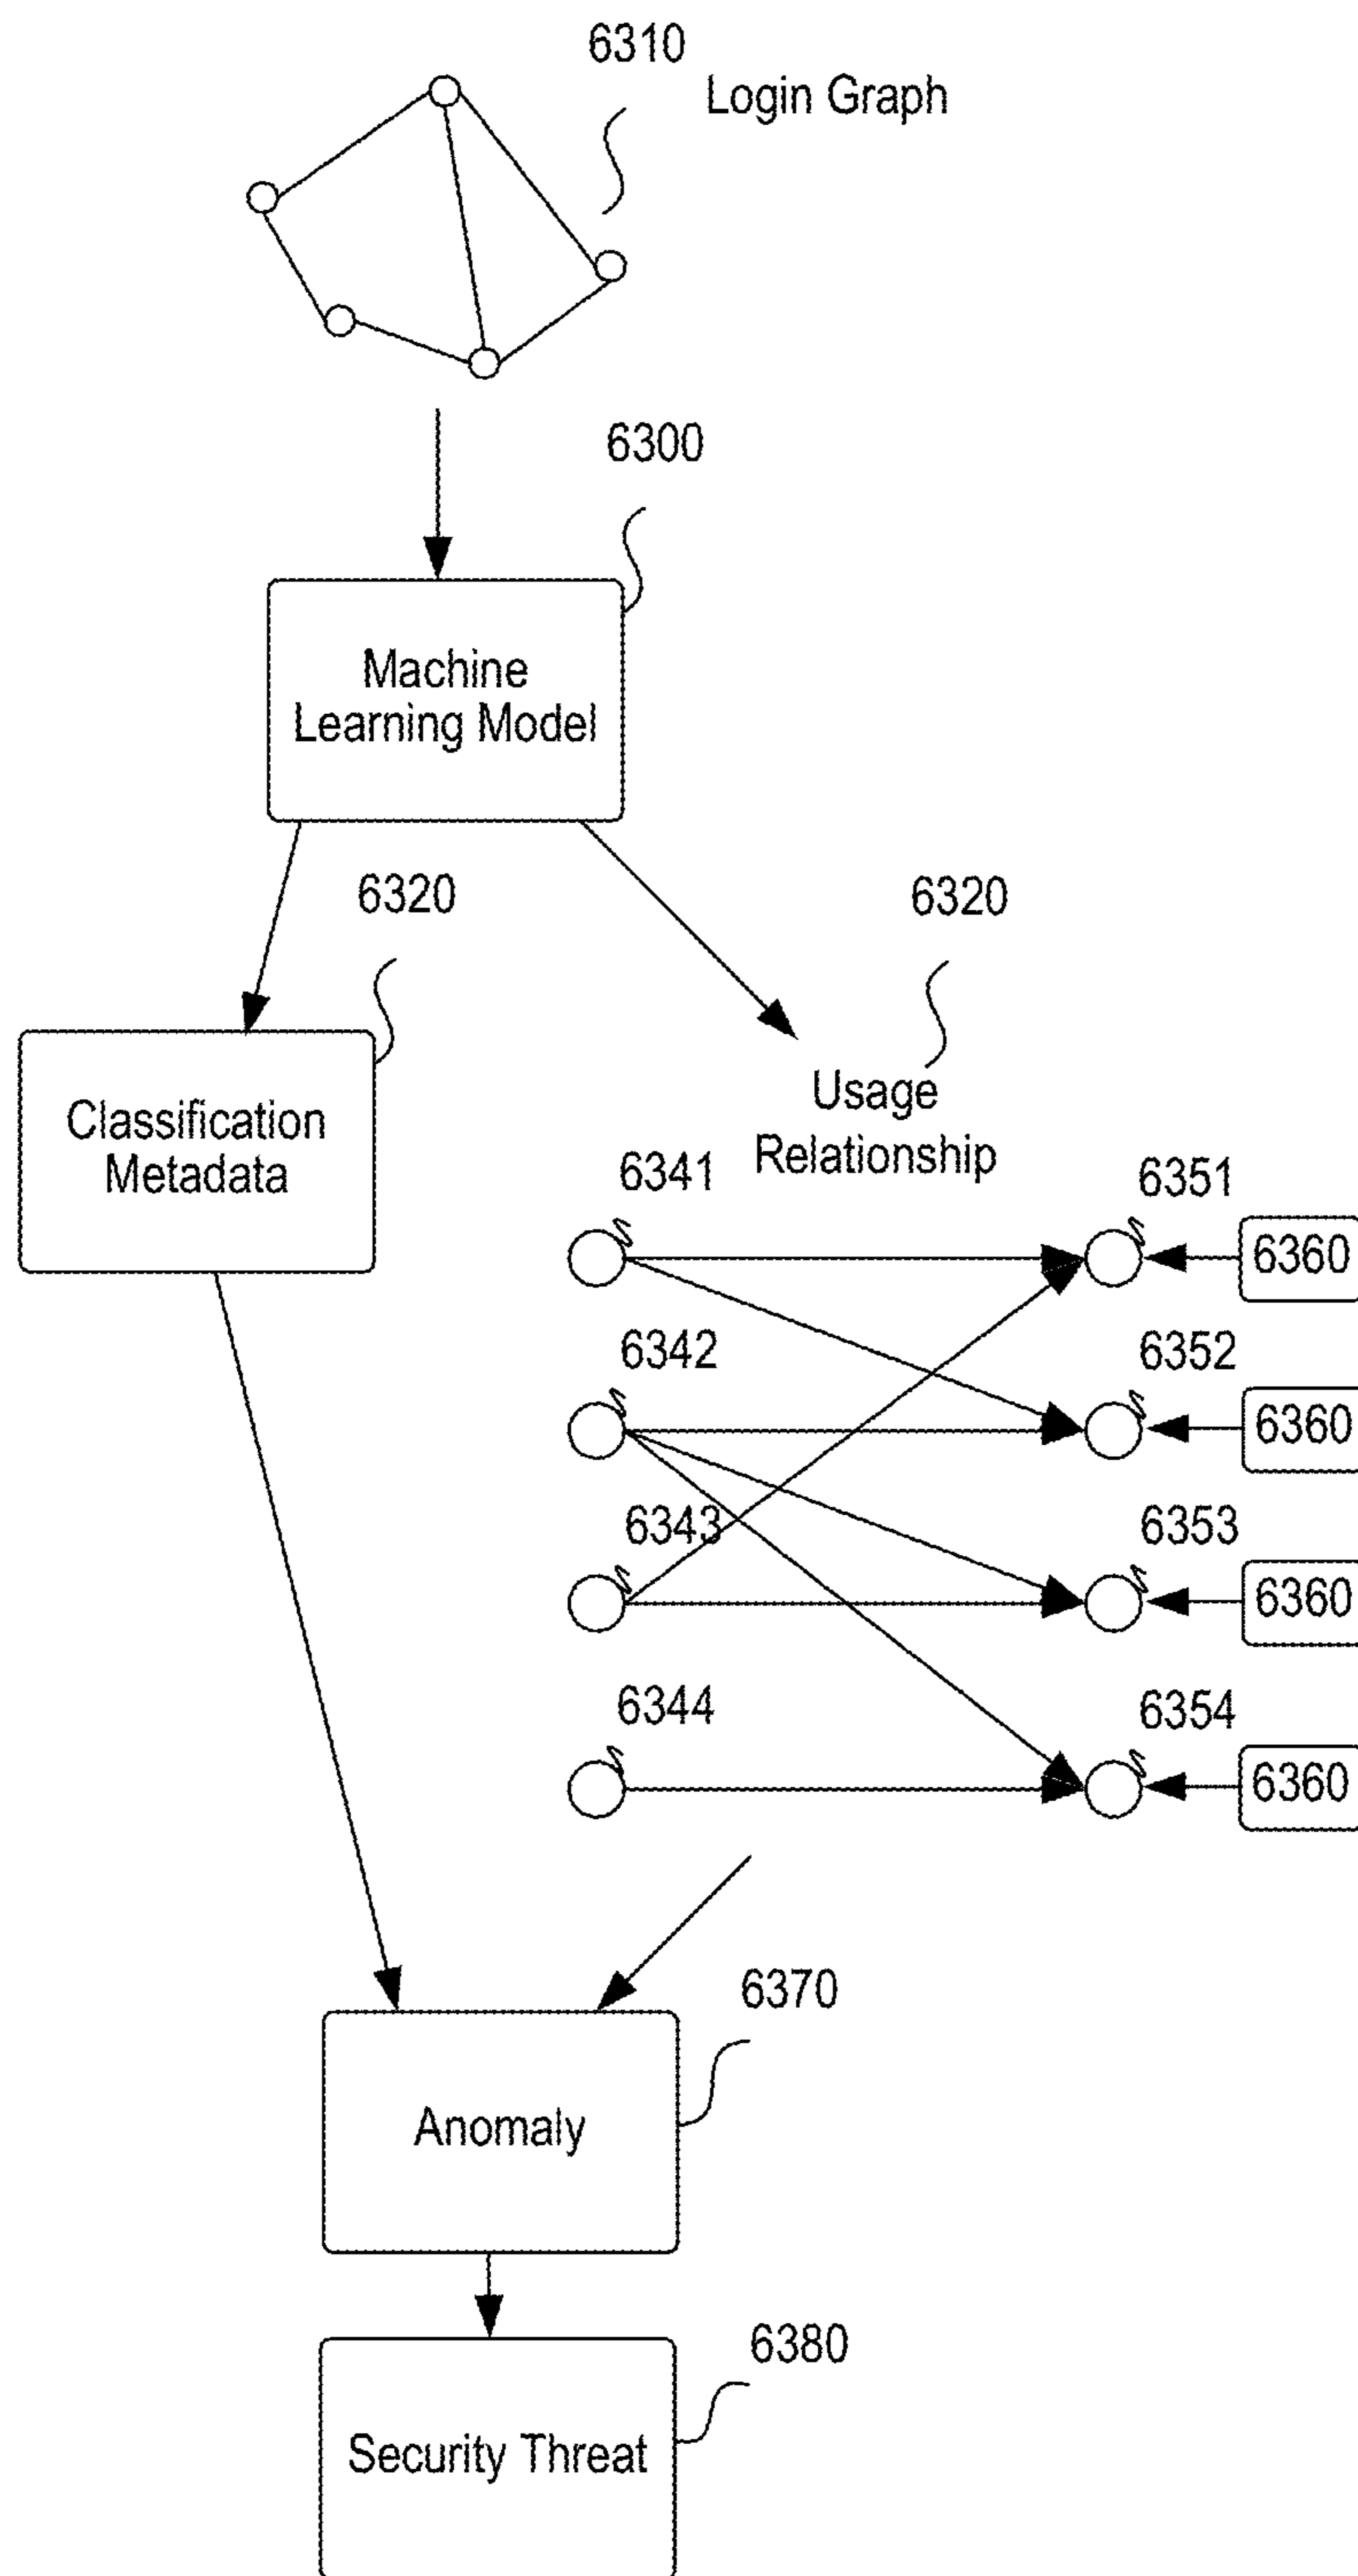 6310
Login Graph
6300
Machine
Learning Model
6320
6320
Classification
Metadata
Usage
Relationship
6341
6351
6360
6342
6352
6360
6343
6353
6360
6344
6354
6360
6370
Anomaly
6380
Security Threat